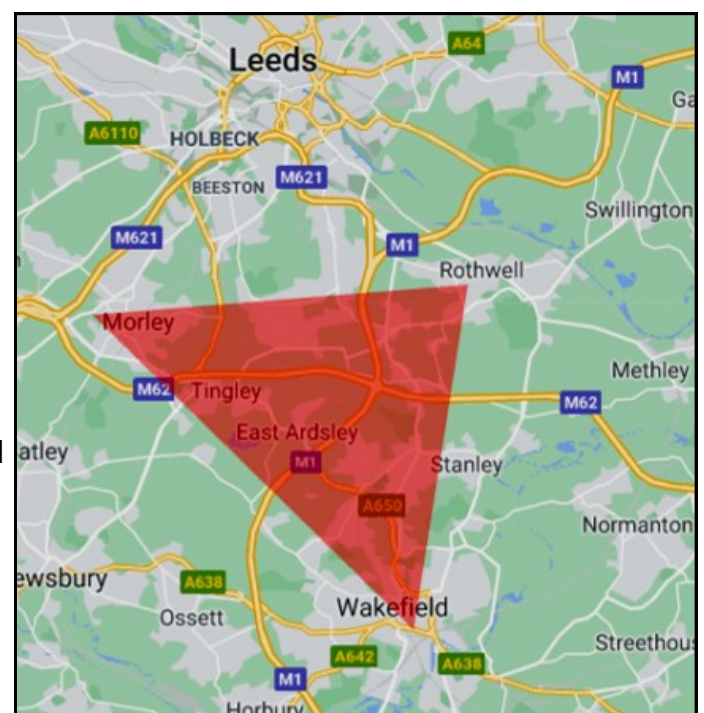 A64
Leeds
M1
Ga
A6110
HOLBECK
M621
BEESTON
Swillington
M621
M1
Rothwell
Morley
Methley
M62
Tingley
M62
East Ardsley
atley
M1
Stanley
A650
Normanton
ewsbury
A638
Wakefield
Ossett
Streethou
A642
A638
M1
Horbury